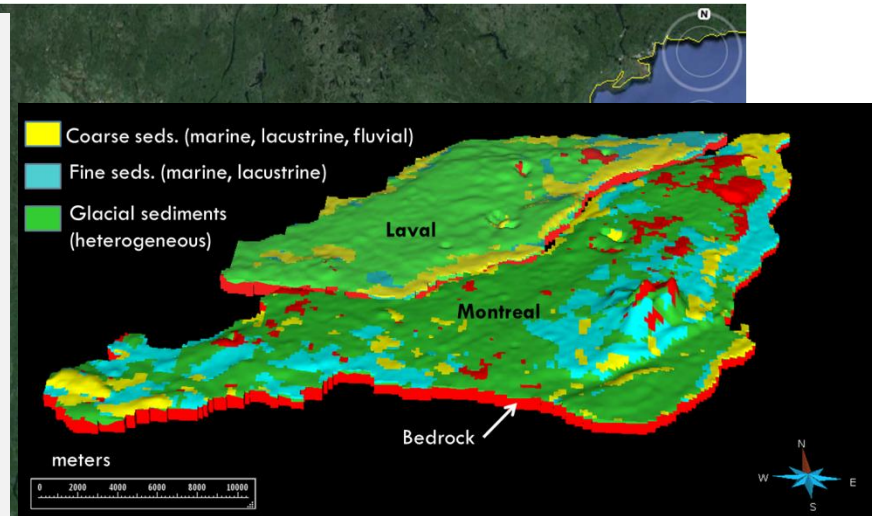 N
Coarse seds. (marine, lacustrine, fluvial)
Fine seds. (marine, lacustrine)
Glacial sediments
(heterogeneous)
Laval
Montreal
Bedrock
meters
0 2000 4000 6000 8000 10000
N
W E
S